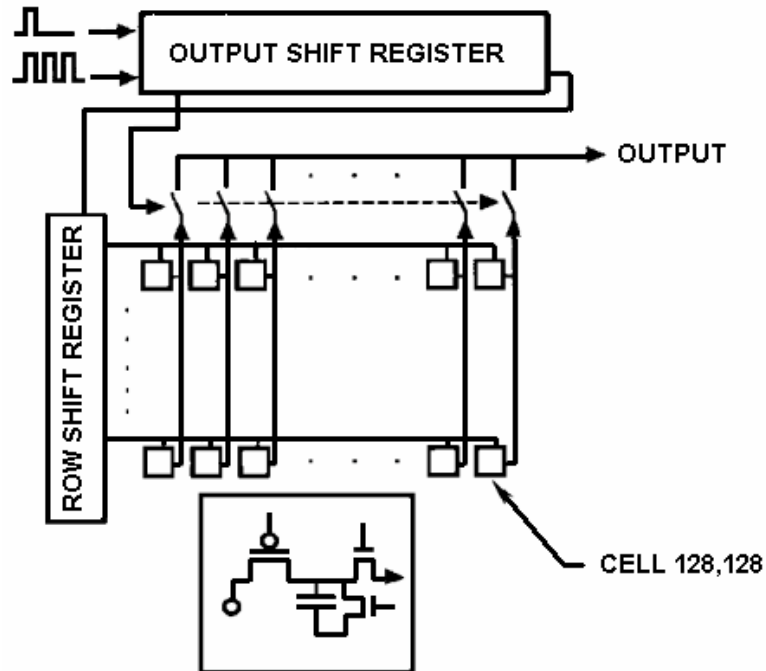 OUTPUT SHIFT REGISTER
OUTPUT
ROW SHIFT REGISTER
CELL 128,128